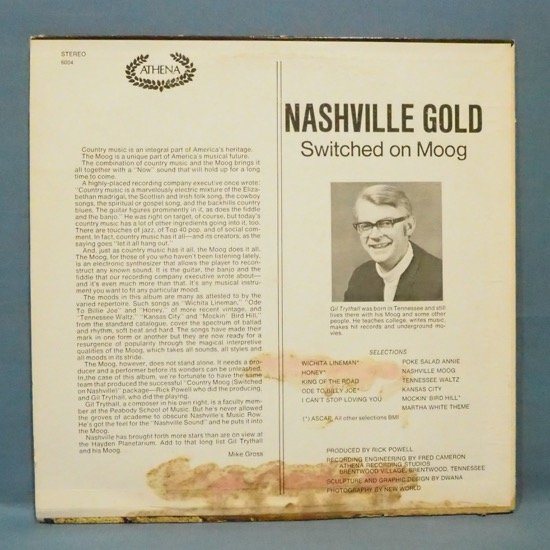 STEREO
6004
ATHENA
NASHVILLE GOLD
Switched on Moog
Country music is an integral part of America's heritage.
The Moog is a unique part of America's musical future.
The combination of country music and the Moog brings it
all together with a "Now" sound that will hold up for a long
time to come.
A highly-placed recording company executive once wrote:
"Country music is a marvelously electric mixture of the Eliza-
bethan madrigal, the Scottish and Irish folk song, the cowboy
songs, the spiritual or gospel song, and the backhills country
blues. The guitar figures prominently in it, as does the fiddle
and the banjo." He was right on target, of course, but today's
country music has a lot of other ingredients going into it, too.
There are touches of jazz, of Top 40 pop, and of social com-
ment. In fact, country music has it all—and its creators, as the
saying goes "let it all hang out."
And, just as country music has it all, the Moog does it all.
The Moog, for those of you who haven't been listening lately,
is an electronic synthesizer that allows the player to recon-
struct any known sound. It is the guitar, the banjo and the
fiddle that our recording company executive wrote about—
and it's even much more than that. It's any musical instru-
ment you want to fit any particular mood.
The moods in this album are many as attested to by the
varied repertoire. Such songs as "Wichita Lineman," "Ode
To Billie Joe" and "Honey," of more recent vintage, and
"Tennessee Waltz," "Kansas City" and "Mockin' Bird Hill,"
from the standard catalogue, cover the spectrum of ballad
and rhythm, soft beat and hard. The songs have made their
mark in one form or another but they are now ready for a
resurgence of popularity through the magical interpretive
qualities of the Moog, which takes all sounds, all styles and
all moods in its stride.
The Moog, however, does not stand alone. It needs a pro-
ducer and a performer before its wonders can be unleashed.
In the case of this album, we're fortunate to have the same
team that produced the successful "Country Moog (Switched
on Nashville)" package—Rick Powell who did the producing,
and Gil Trythall, who did the playing.
Gil Trythall, a composer in his own right, is a faculty mem-
ber at the Peabody School of Music. But he's never allowed
the groves of academe to obscure Nashville's Music Row.
He's got the feel for the "Nashville Sound" and he puts it into
the Moog.
Nashville has brought forth more stars than are on view at
the Hayden Planetarium. Add to that long list Gil Trythall
and his Moog.
Mike Gross
Gil Trythall was born in Tennessee and still
lives there with his Moog and some other
people. He teaches college, writes music,
makes hit records and underground mo-
vies.
SELECTIONS
WICHITA LINEMAN*
HONEY*
KING OF THE ROAD
ODE TO BILLY JOE*
I CAN'T STOP LOVING YOU
POKE SALAD ANNIE
NASHVILLE MOOG
TENNESSEE WALTZ
KANSAS CITY
MOCKIN' BIRD HILL*
MARTHA WHITE THEME
(*) ASCAP, All other selections BMI
PRODUCED BY RICK POWELL
RECORDING ENGINEERING BY FRED CAMERON
ATHENA RECORDING STUDIOS
BRENTWOOD VILLAGE, BRENTWOOD, TENNESSEE
SCULPTURE AND GRAPHIC DESIGN BY DWANA
PHOTOGRAPHY BY NEW WORLD